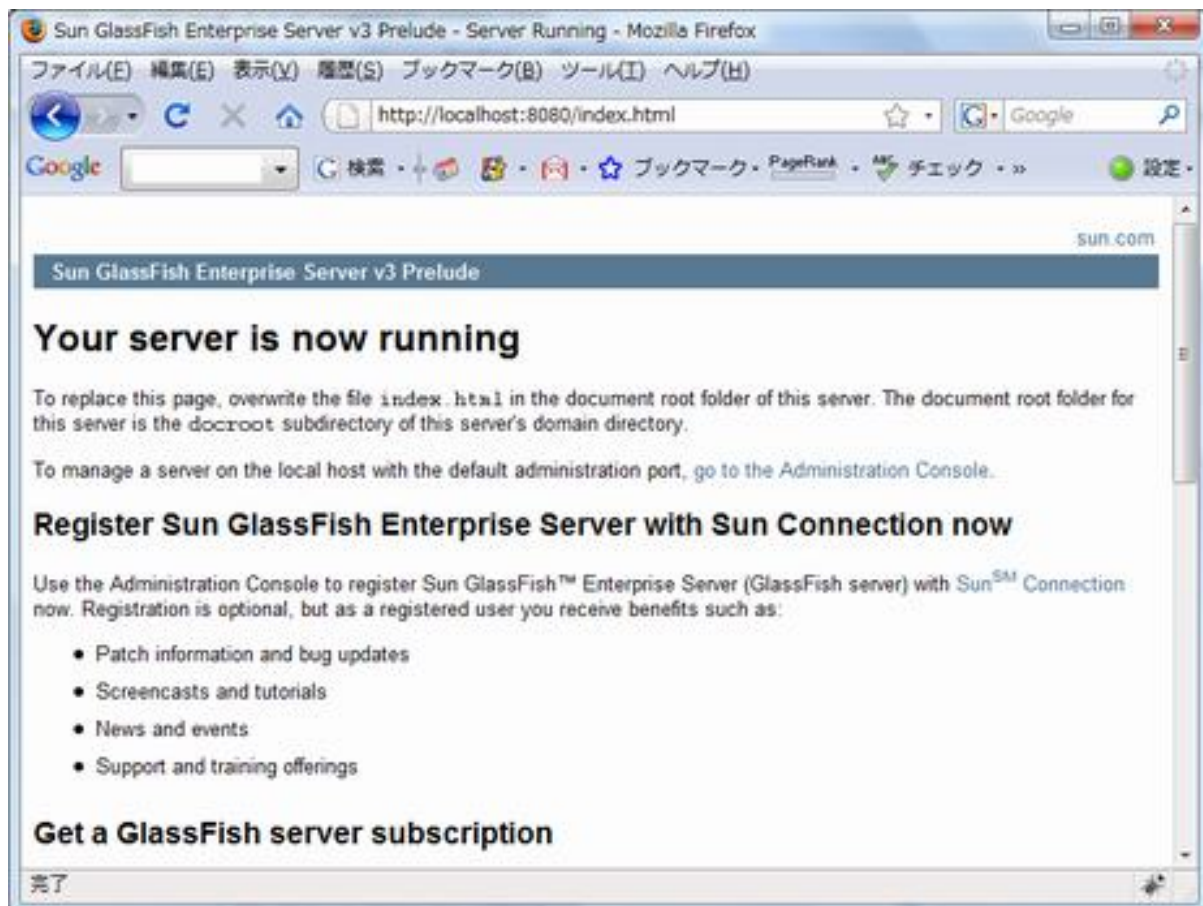 Sun GlassFish Enterprise Server v3 Prelude - Server Running - Mozilla Firefox
ファイル(F) 編集(E) 表示(V) 履歴(S) ブックマーク(B) ツール(T) ヘルプ(H)
http://localhost:8080/index.html Google
Google 検索 ブックマーク PageRank ABC チェック » 設定
sun.com
Sun GlassFish Enterprise Server v3 Prelude
Your server is now running
To replace this page, overwrite the file index.html in the document root folder of this server. The document root folder for
this server is the docroot subdirectory of this server's domain directory.
To manage a server on the local host with the default administration port, go to the Administration Console.
Register Sun GlassFish Enterprise Server with Sun Connection now
Use the Administration Console to register Sun GlassFish™ Enterprise Server (GlassFish server) with Sun℠ Connection
now. Registration is optional, but as a registered user you receive benefits such as:
• Patch information and bug updates
• Screencasts and tutorials
• News and events
• Support and training offerings
Get a GlassFish server subscription
完了